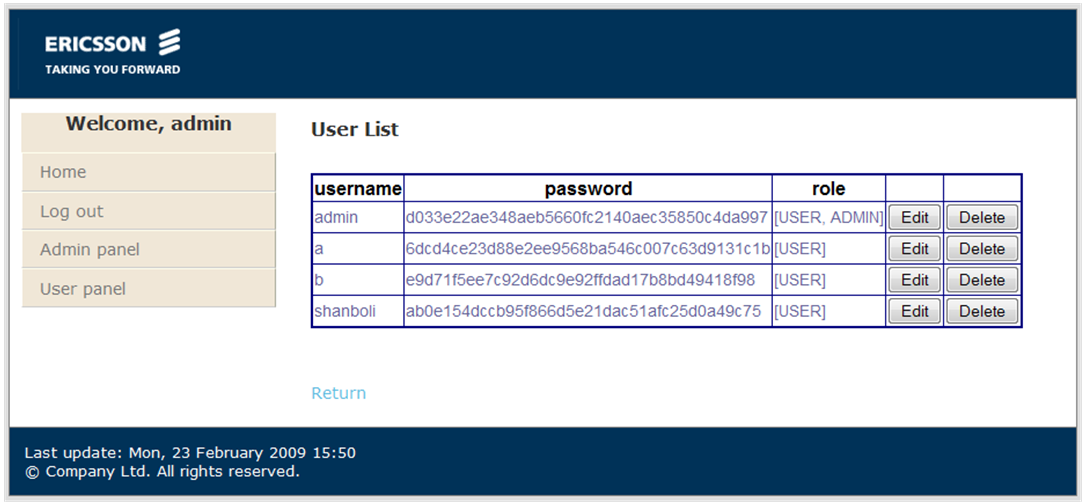 ERICSSON
TAKING YOU FORWARD
Welcome, admin
Home
Log out
Admin panel
User panel
User List
username password role
admin d033e22ae348aeb5660fc2140aec35850c4da997 [USER, ADMIN] Edit Delete
a 6dcd4ce23d88e2ee9568ba546c007c63d9131c1b [USER] Edit Delete
b e9d71f5ee7c92d6dc9e92ffdad17b8bd49418f98 [USER] Edit Delete
shanboli ab0e154dccb95f866d5e21dac51afc25d0a49c75 [USER] Edit Delete
Return
Last update: Mon, 23 February 2009 15:50
© Company Ltd. All rights reserved.